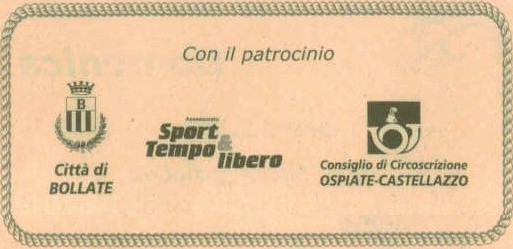 Con il patrocinio
B
Città di
BOLLATE
Assessorato
Sport &
Tempo libero
Consiglio di Circoscrizione
OSPIATE-CASTELLAZZO